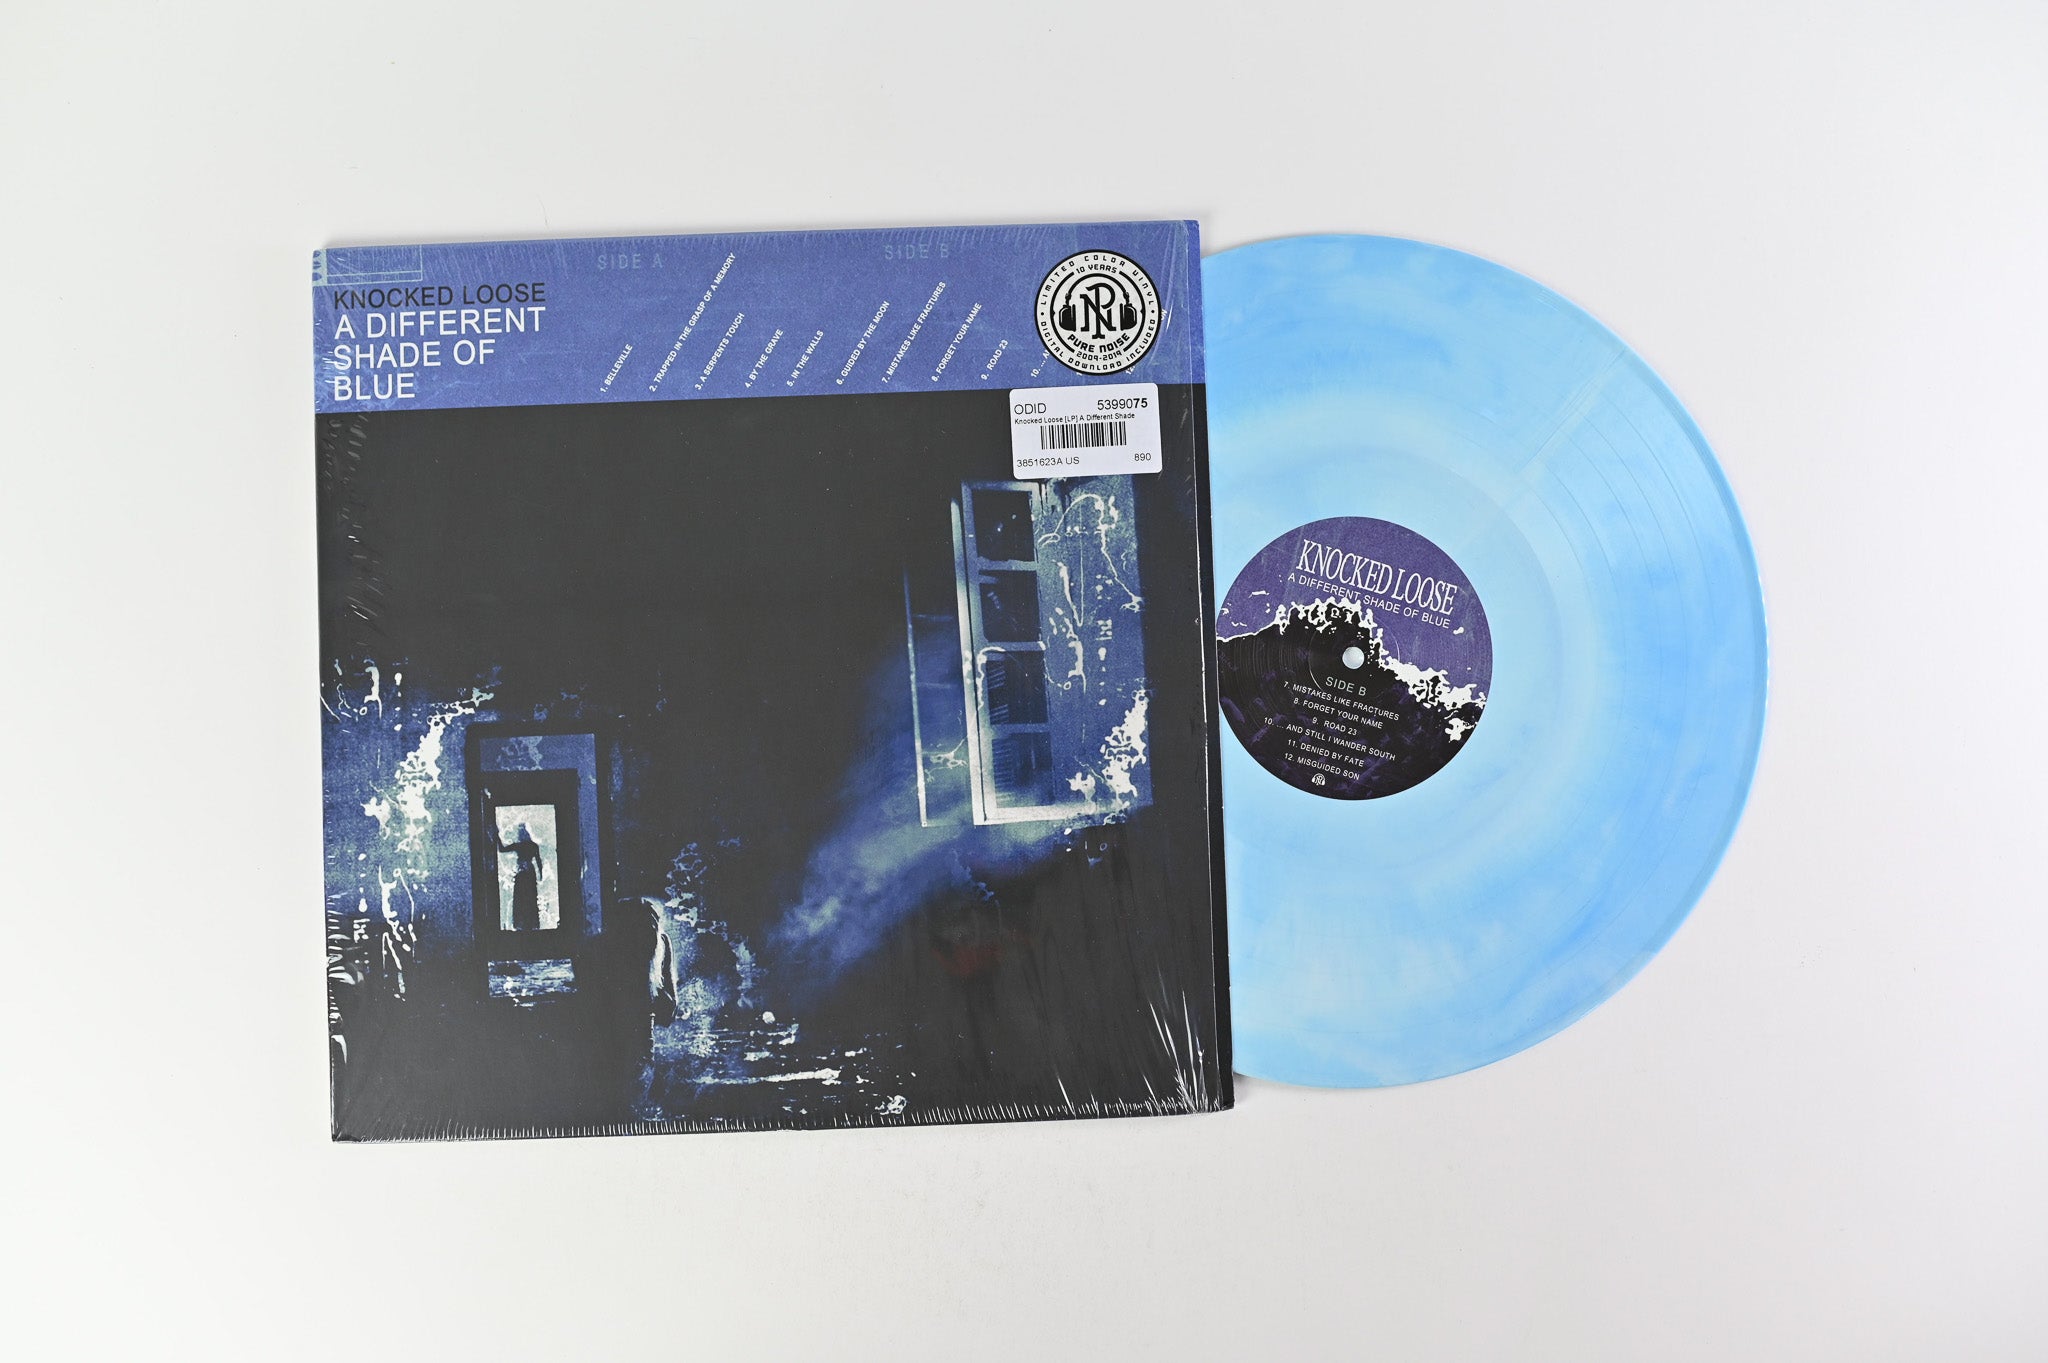 KNOCKED LOOSE
A DIFFERENT
SHADE OF
BLUE
SIDE A
1. BELLEVILLE
2. TRAPPED IN THE GRASP OF A MEMORY
3. A SERPENTS TOUCH
4. BY THE GRAVE
5. IN THE WALLS
6. GUIDED BY THE MOON
SIDE B
7. MISTAKES LIKE FRACTURES
8. FORGET YOUR NAME
9. ROAD 23
10. ... A
12.
ON
• LIMITED COLOR VINYL •
10 YEARS
PN
PURE NOISE
2009-2019
DIGITAL DOWNLOAD INCLUDED
ODID 5399075
Knocked Loose [LP] A Different Shade
3851623A US 890
KNOCKED LOOSE
A DIFFERENT SHADE OF BLUE
SIDE B
7. MISTAKES LIKE FRACTURES
8. FORGET YOUR NAME
9. ROAD 23
10. ... AND STILL I WANDER SOUTH
11. DENIED BY FATE
12. MISGUIDED SON